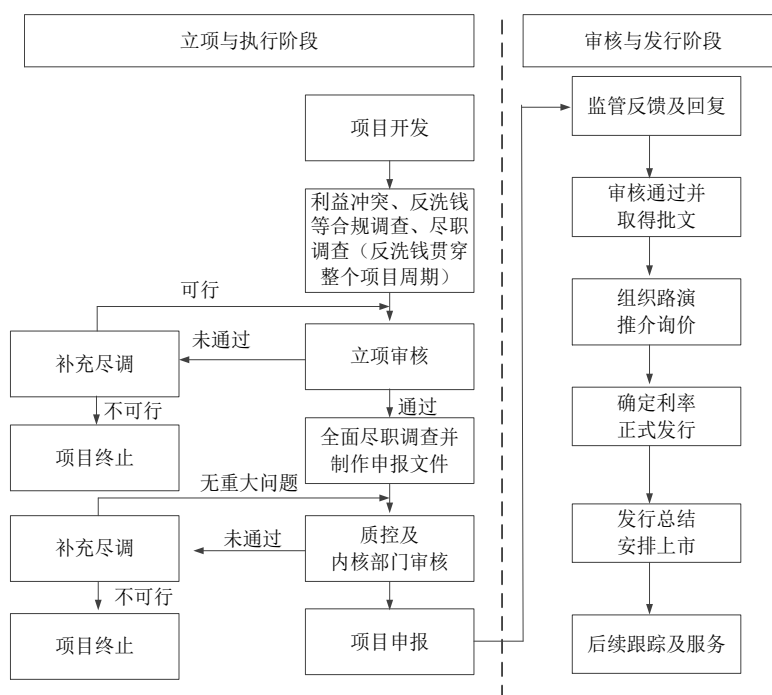 立项与执行阶段
审核与发行阶段
项目开发
利益冲突、反洗钱
等合规调查、尽职
调查（反洗钱贯穿
整个项目周期）
可行
未通过
补充尽调
立项审核
不可行
通过
项目终止
全面尽职调查并
制作申报文件
无重大问题
补充尽调
未通过
质控及
内核部门审核
不可行
项目终止
项目申报
监管反馈及回复
审核通过并
取得批文
组织路演
推介询价
确定利率
正式发行
发行总结
安排上市
后续跟踪及服务